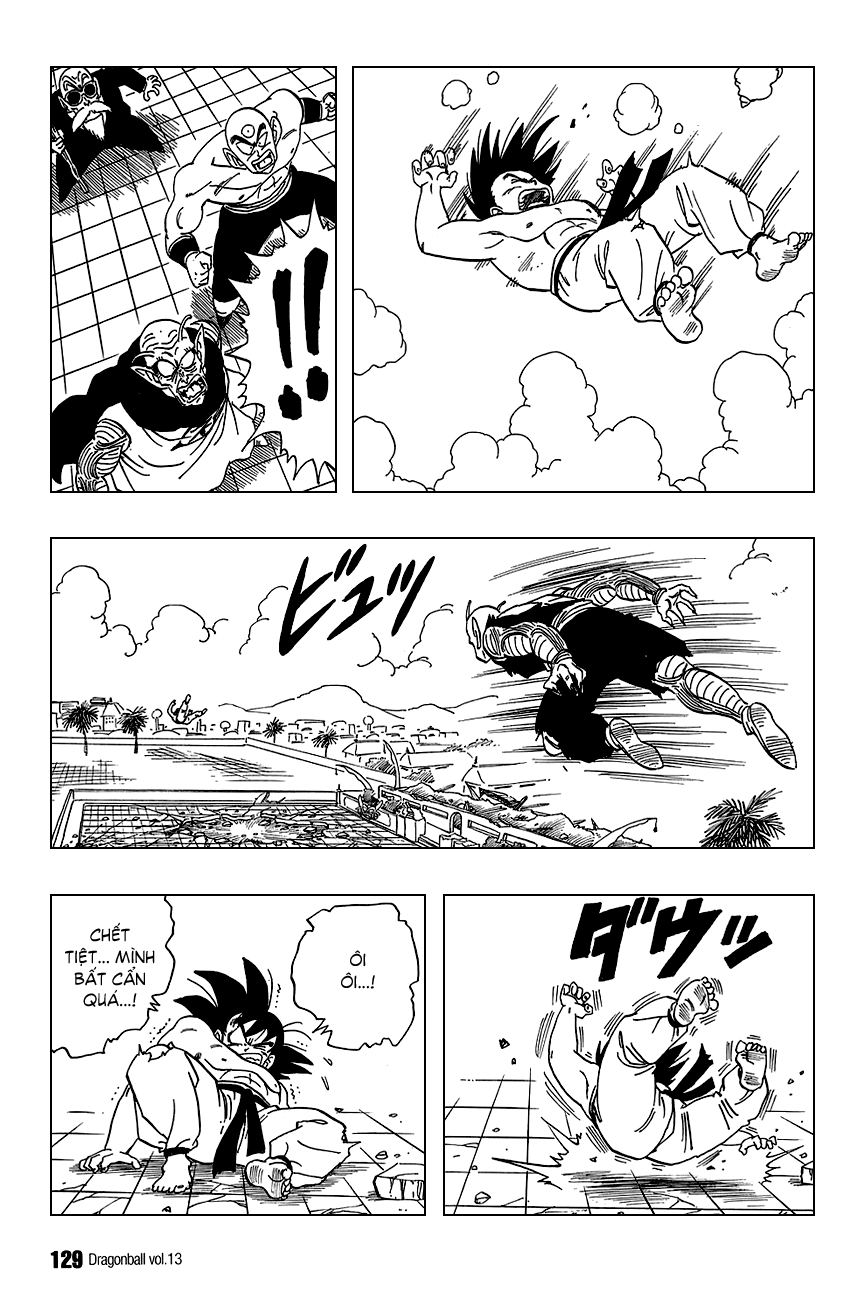 !!
ビュッ
ダウッ
ÔI
ÔI...!
CHẾT
TIỆT... MÌNH
BẤT CẨN
QUÁ...!
129 Dragonball vol.13